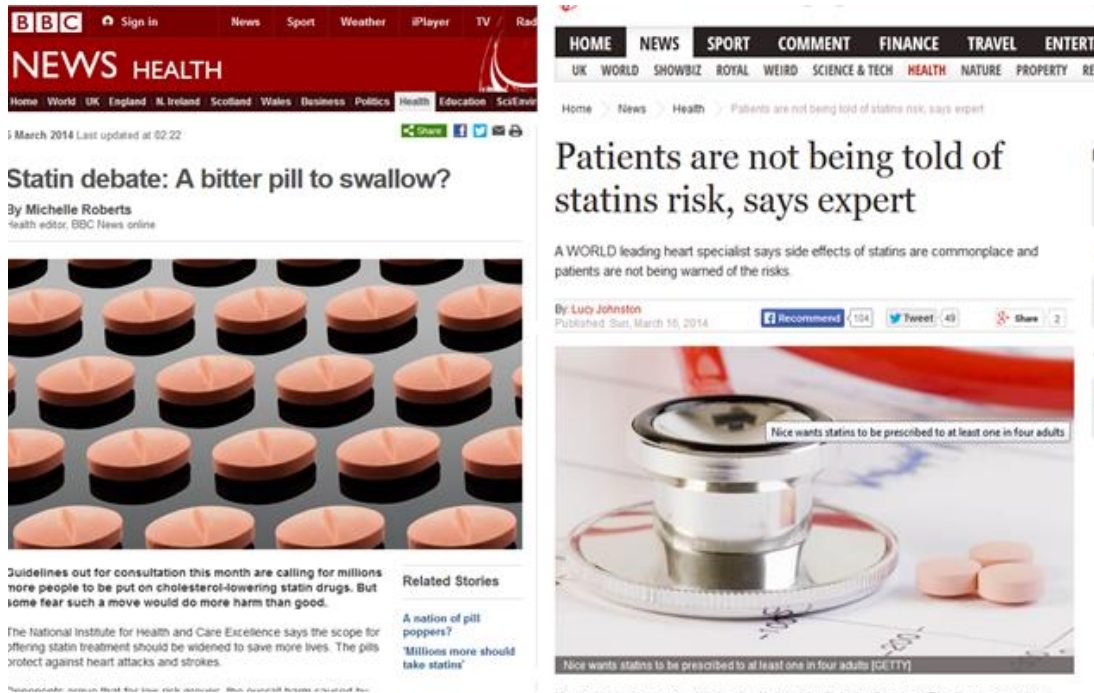 BBC Sign in News Sport Weather iPlayer TV Rad
NEWS HEALTH
Home World UK England N. Ireland Scotland Wales Business Politics Health Education Sci/Envir
March 2014 Last updated at 02:22
Share
Statin debate: A bitter pill to swallow?
By Michelle Roberts
Health editor, BBC News online
Guidelines out for consultation this month are calling for millions
more people to be put on cholesterol-lowering statin drugs. But
some fear such a move would do more harm than good.
The National Institute for Health and Care Excellence says the scope for
offering statin treatment should be widened to save more lives. The pills
protect against heart attacks and strokes.
Related Stories
A nation of pill
poppers?
'Millions more should
take statins'
HOME NEWS SPORT COMMENT FINANCE TRAVEL ENTERT
UK WORLD SHOWBIZ ROYAL WEIRD SCIENCE & TECH HEALTH NATURE PROPERTY RE
Home News Health Patients are not being told of statins risk, says expert
Patients are not being told of
statins risk, says expert
A WORLD leading heart specialist says side effects of statins are commonplace and
patients are not being warned of the risks.
By: Lucy Johnston
Published: Sun, March 16, 2014
Recommend 104 Tweet 49 Share 2
Nice wants statins to be prescribed to at least one in four adults
-100
-200
Nice wants statins to be prescribed to at least one in four adults [GETTY]